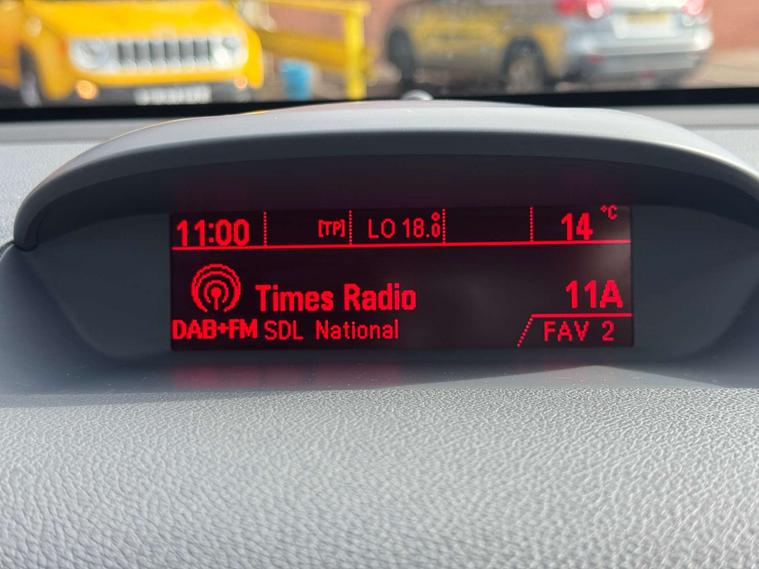 11:00 [TP] LO 18.0° 14 °C
Times Radio 11A
DAB+FM SDL National FAV 2